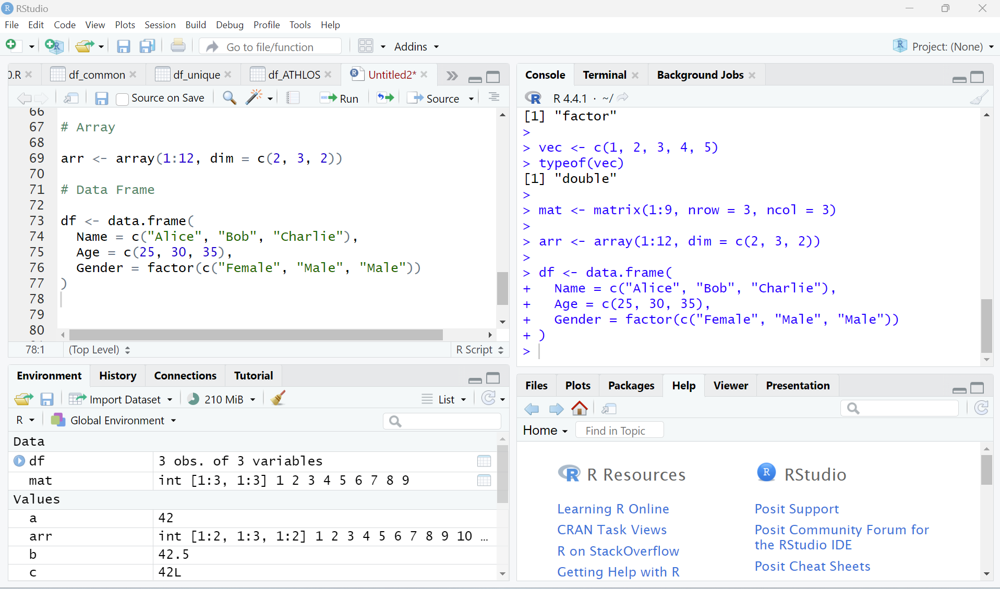 RStudio
File Edit Code View Plots Session Build Debug Profile Tools Help
Go to file/function Addins Project: (None)
0.R df_common df_unique df_ATHLOS Untitled2*
Source on Save Run Source
66
67 # Array
68
69 arr <- array(1:12, dim = c(2, 3, 2))
70
71 # Data Frame
72
73 df <- data.frame(
74 Name = c("Alice", "Bob", "Charlie"),
75 Age = c(25, 30, 35),
76 Gender = factor(c("Female", "Male", "Male"))
77 )
78
79
80
78:1 (Top Level) R Script
Console Terminal Background Jobs
R 4.4.1 · ~/
[1] "factor"
>
> vec <- c(1, 2, 3, 4, 5)
> typeof(vec)
[1] "double"
>
> mat <- matrix(1:9, nrow = 3, ncol = 3)
>
> arr <- array(1:12, dim = c(2, 3, 2))
>
> df <- data.frame(
+ Name = c("Alice", "Bob", "Charlie"),
+ Age = c(25, 30, 35),
+ Gender = factor(c("Female", "Male", "Male"))
+ )
>
Environment History Connections Tutorial
Import Dataset 210 MiB List
R Global Environment
Data
df 3 obs. of 3 variables
mat int [1:3, 1:3] 1 2 3 4 5 6 7 8 9
Values
a 42
arr int [1:2, 1:3, 1:2] 1 2 3 4 5 6 7 8 9 10 ...
b 42.5
c 42L
Files Plots Packages Help Viewer Presentation
Home Find in Topic
R Resources
Learning R Online
CRAN Task Views
R on StackOverflow
Getting Help with R
RStudio
Posit Support
Posit Community Forum for
the RStudio IDE
Posit Cheat Sheets